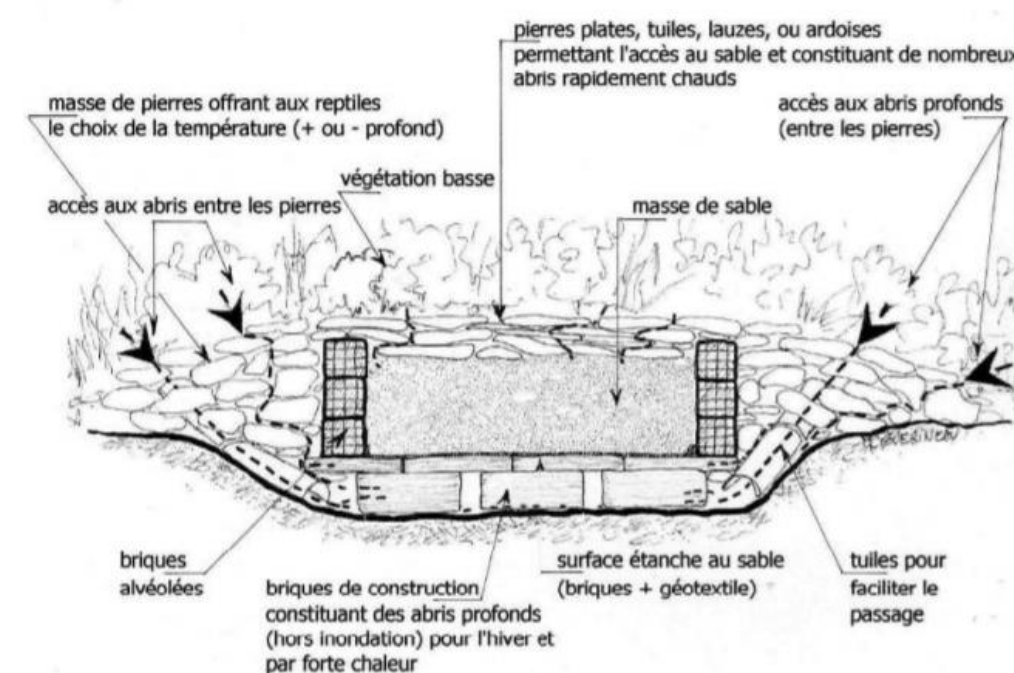 pierres plates, tuiles, lauzes, ou ardoises
permettant l'accès au sable et constituant de nombreux
abris rapidement chauds
masse de pierres offrant aux reptiles
le choix de la température (+ ou - profond)
accès aux abris profonds
(entre les pierres)
végétation basse
accès aux abris entre les pierres
masse de sable
briques
alvéolées
briques de construction
constituant des abris profonds
(hors inondation) pour l'hiver et
par forte chaleur
surface étanche au sable
(briques + géotextile)
tuiles pour
faciliter le
passage